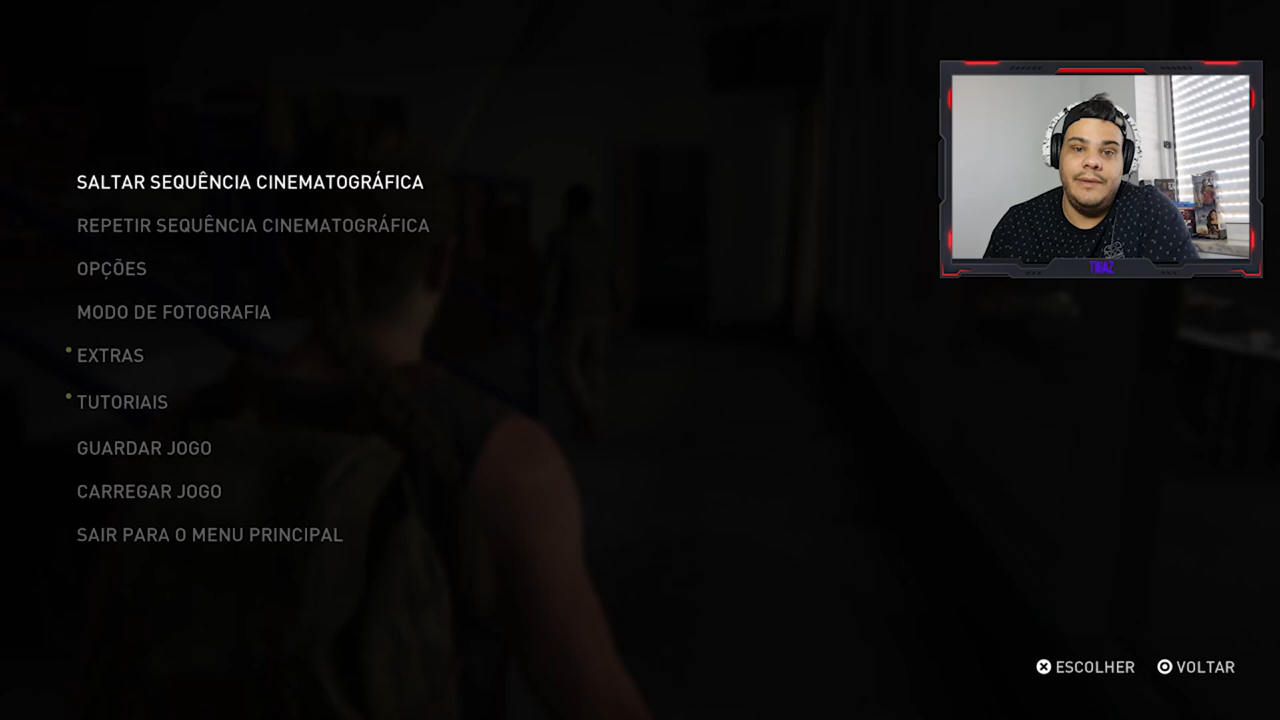 SALTAR SEQUÊNCIA CINEMATOGRÁFICA
REPETIR SEQUÊNCIA CINEMATOGRÁFICA
OPÇÕES
MODO DE FOTOGRAFIA
EXTRAS
TUTORIAIS
GUARDAR JOGO
CARREGAR JOGO
SAIR PARA O MENU PRINCIPAL
ESCOLHER VOLTAR